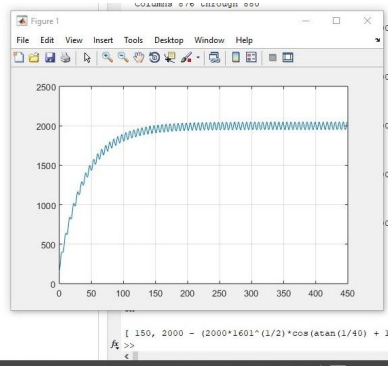 Columns 876 through 880
Figure 1
File Edit View Insert Tools Desktop Window Help
2500
2000
1500
1000
500
0
0 50 100 150 200 250 300 350 400 450
[ 150, 2000 - (2000*1601^(1/2)*cos(atan(1/40) +
fx >>